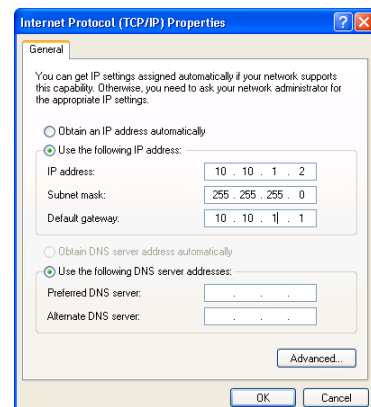 Internet Protocol (TCP/IP) Properties
General
You can get IP settings assigned automatically if your network supports
this capability. Otherwise, you need to ask your network administrator for
the appropriate IP settings.
Obtain an IP address automatically
Use the following IP address:
IP address: 10 . 10 . 1 . 2
Subnet mask: 255 . 255 . 255 . 0
Default gateway: 10 . 10 . 1 . 1
Obtain DNS server address automatically
Use the following DNS server addresses:
Preferred DNS server: . . .
Alternate DNS server: . . .
Advanced...
OK Cancel